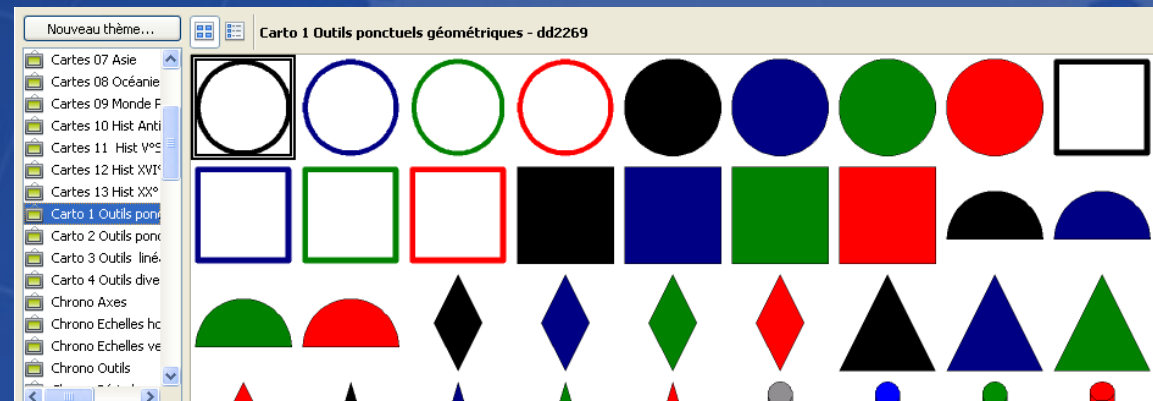 Nouveau thème...
Carto 1 Outils ponctuels géométriques - dd2269
Cartes 07 Asie
Cartes 08 Océanie
Cartes 09 Monde P
Cartes 10 Hist Anti
Cartes 11 Hist V°S
Cartes 12 Hist XVI°
Cartes 13 Hist XX°
Carto 1 Outils ponc
Carto 2 Outils ponc
Carto 3 Outils liné
Carto 4 Outils dive
Chrono Axes
Chrono Echelles ho
Chrono Echelles ve
Chrono Outils